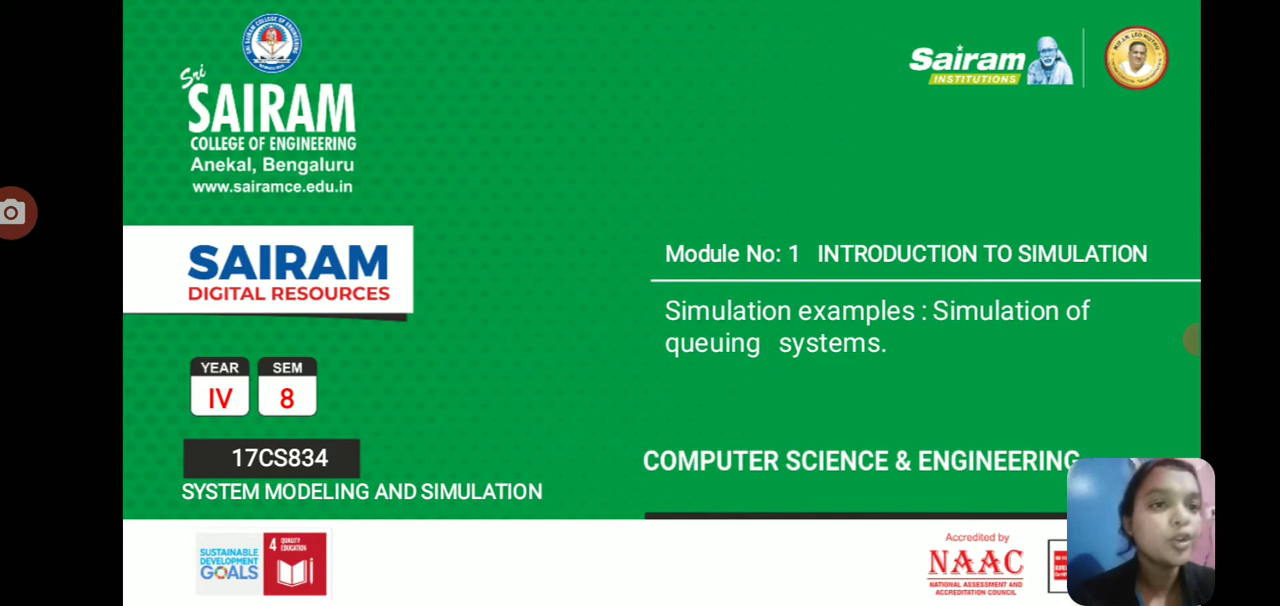 Sri
SAIRAM
COLLEGE OF ENGINEERING
Anekal, Bengaluru
www.sairamce.edu.in
Sairam
INSTITUTIONS
SAIRAM
DIGITAL RESOURCES
Module No: 1 INTRODUCTION TO SIMULATION
Simulation examples : Simulation of
queuing systems.
YEAR SEM
IV 8
17CS834
SYSTEM MODELING AND SIMULATION
COMPUTER SCIENCE & ENGINEERING
SUSTAINABLE
DEVELOPMENT
GOALS
4 QUALITY
EDUCATION
Accredited by
NAAC
NATIONAL ASSESSMENT AND
ACCREDITATION COUNCIL